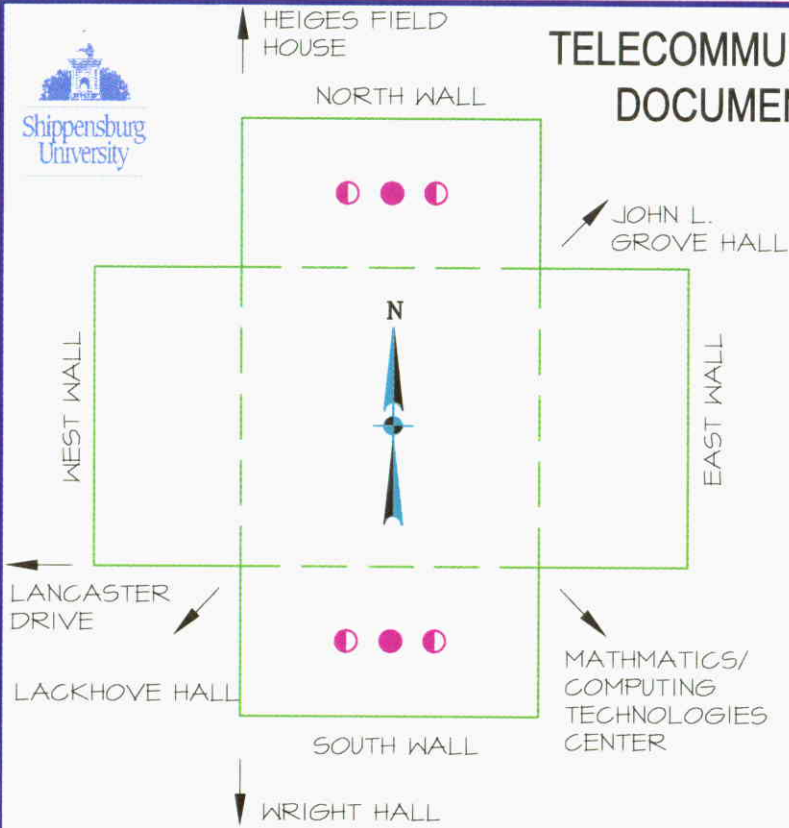 HEIGES FIELD
HOUSE
TELECOMMU
DOCUMEN
Shippensburg
University
NORTH WALL
JOHN L.
GROVE HALL
N
WEST WALL
EAST WALL
LANCASTER
DRIVE
LACKHOVE HALL
MATHMATICS/
COMPUTING
TECHNOLOGIES
CENTER
SOUTH WALL
WRIGHT HALL